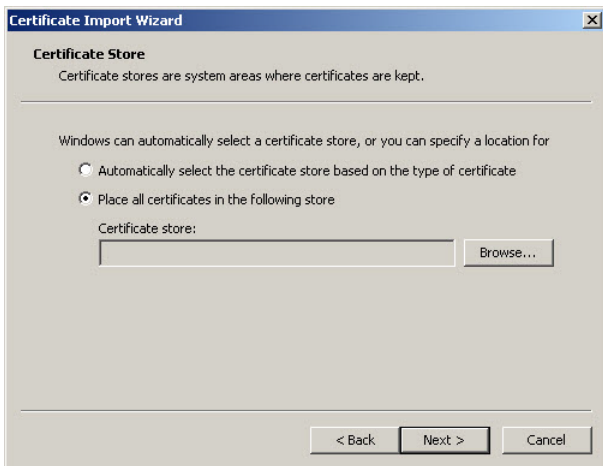 Certificate Import Wizard
Certificate Store
Certificate stores are system areas where certificates are kept.
Windows can automatically select a certificate store, or you can specify a location for
Automatically select the certificate store based on the type of certificate
Place all certificates in the following store
Certificate store:
Browse...
< Back Next > Cancel